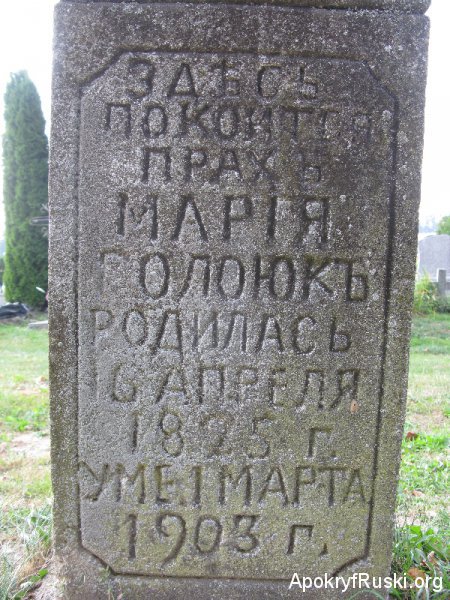 ЗДѢСЬ
ПОКОИТСЯ
ПРАХЪ
МАРІЯ
ГОЛОЮКЪ
РОДИЛАСЬ
16 АПРЕЛЯ
1825 г.
УМЕ. 1 МАРТА
1903 г.
ApokryfRuski.org